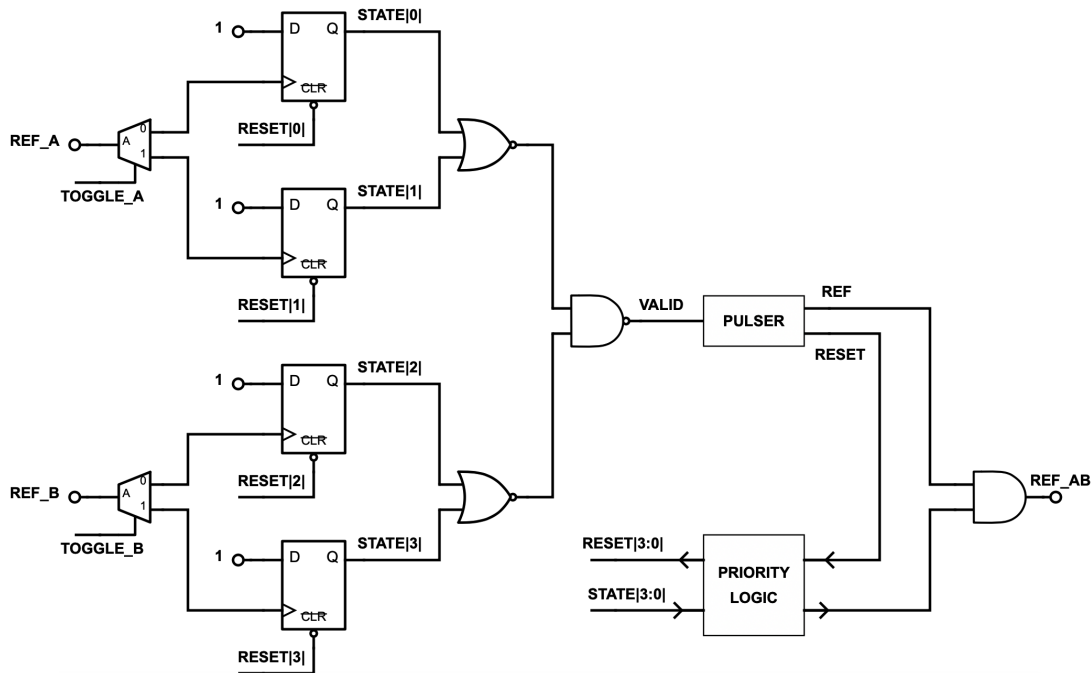 STATE|0|
1
D
Q
CLR
RESET|0|
REF_A
A
0
1
TOGGLE_A
STATE|1|
1
D
Q
CLR
RESET|1|
VALID
PULSER
REF
RESET
STATE|2|
1
D
Q
CLR
RESET|2|
REF_B
A
0
1
TOGGLE_B
STATE|3|
1
D
Q
CLR
RESET|3|
RESET|3:0|
STATE|3:0|
PRIORITY
LOGIC
REF_AB